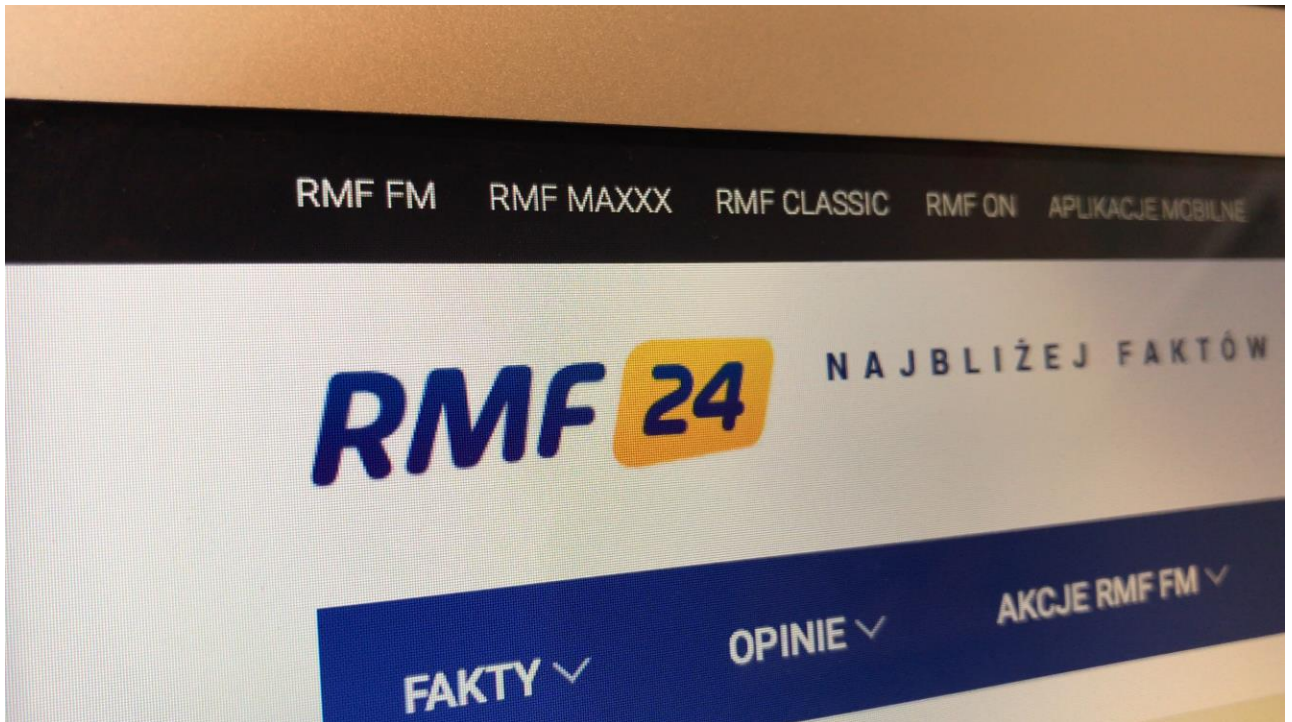 RMF FM RMF MAXXX RMF CLASSIC RMF ON APLIKACJE MOBILNE
RMF 24 NAJBLIŻEJ FAKTÓW
FAKTY OPINIE AKCJE RMF FM